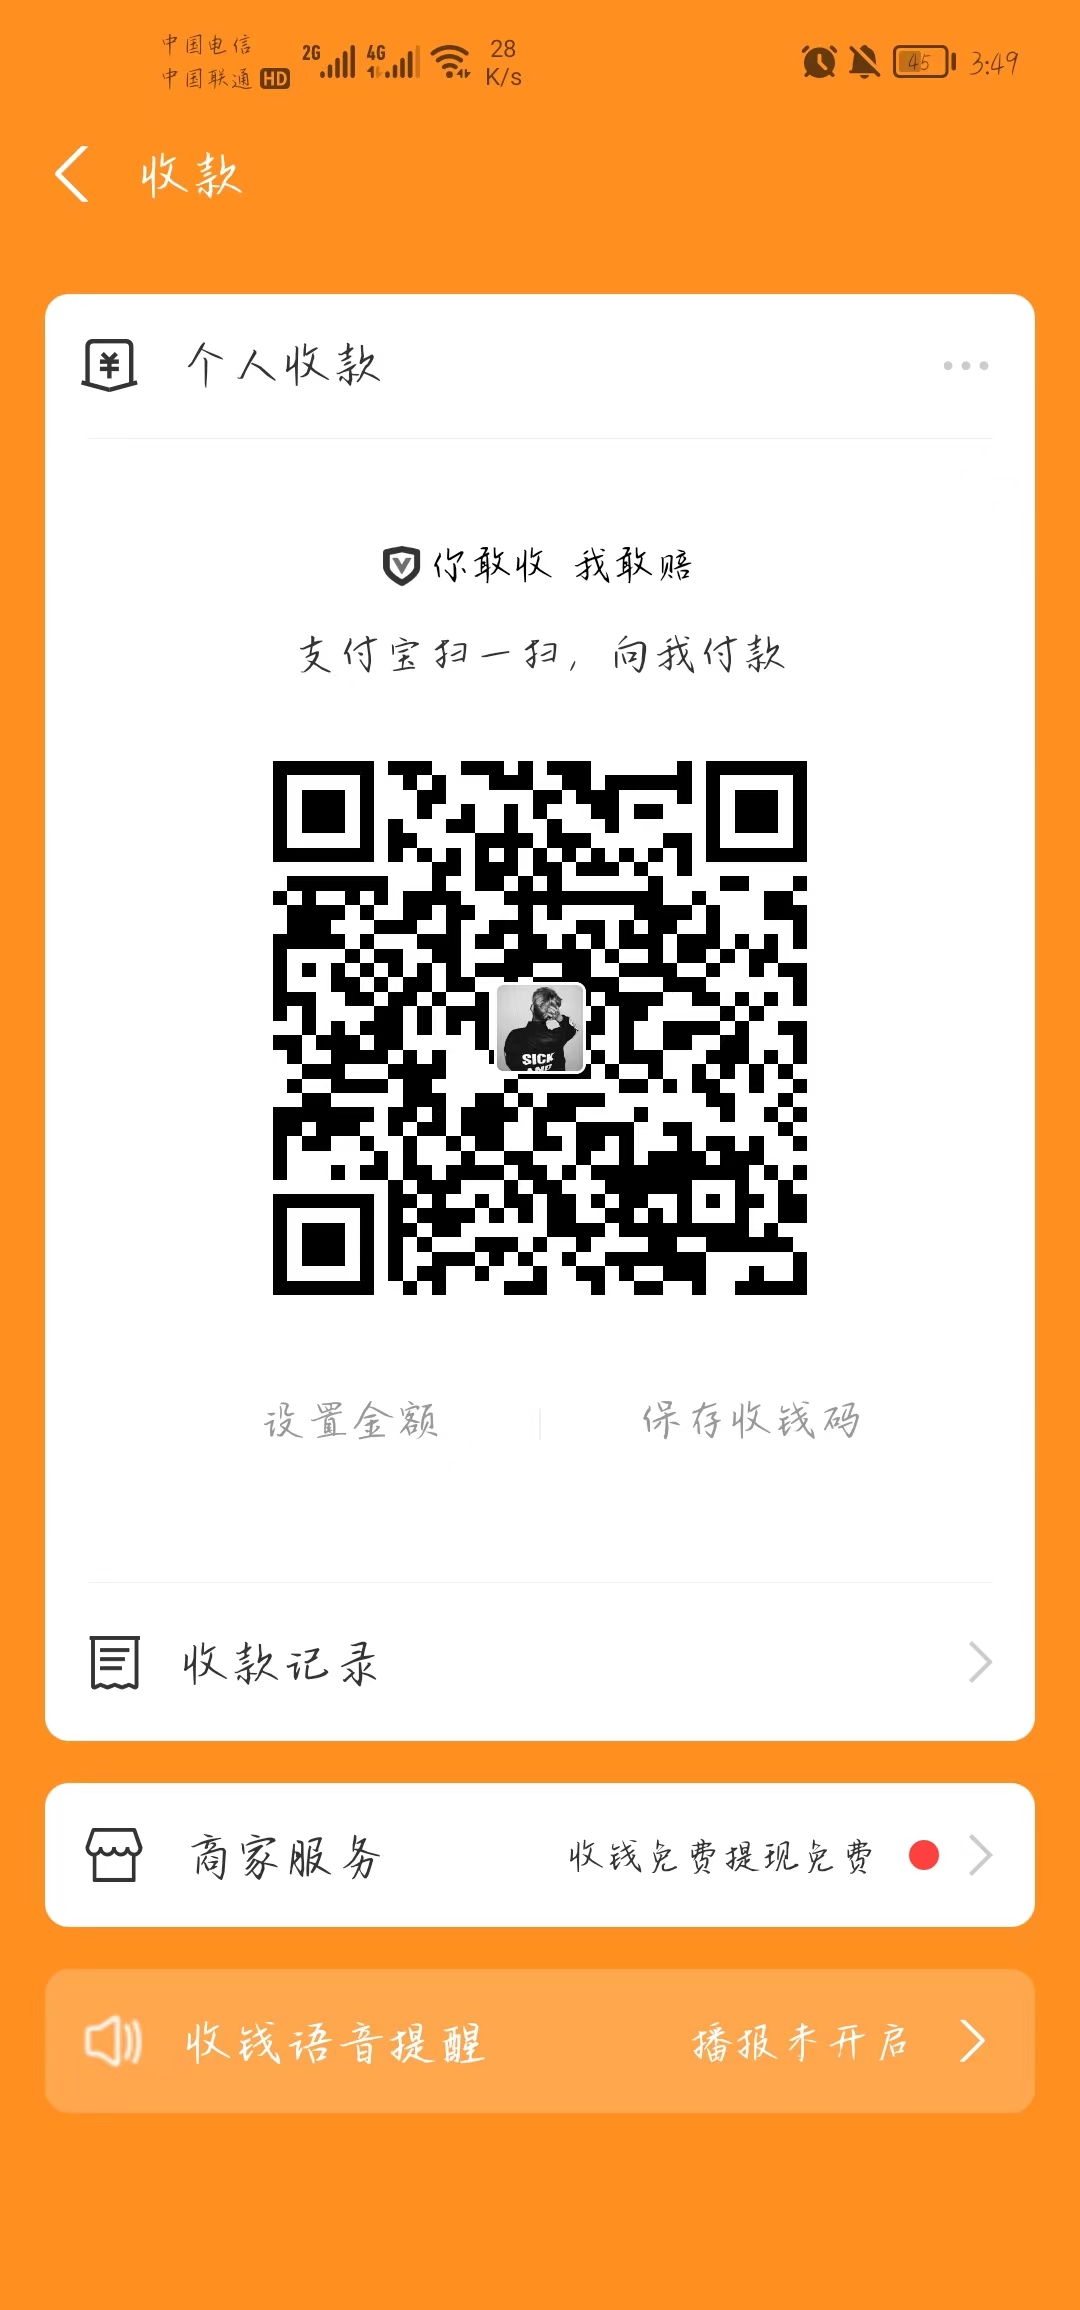 中国电信
中国联通 HD 2G 4G 28 K/s 45 3:49
收款
个人收款
你敢收 我敢赔
支付宝扫一扫，向我付款
SICK
AND
设置金额 保存收钱码
收款记录
商家服务 收钱免费提现免费
收钱语音提醒 播报未开启